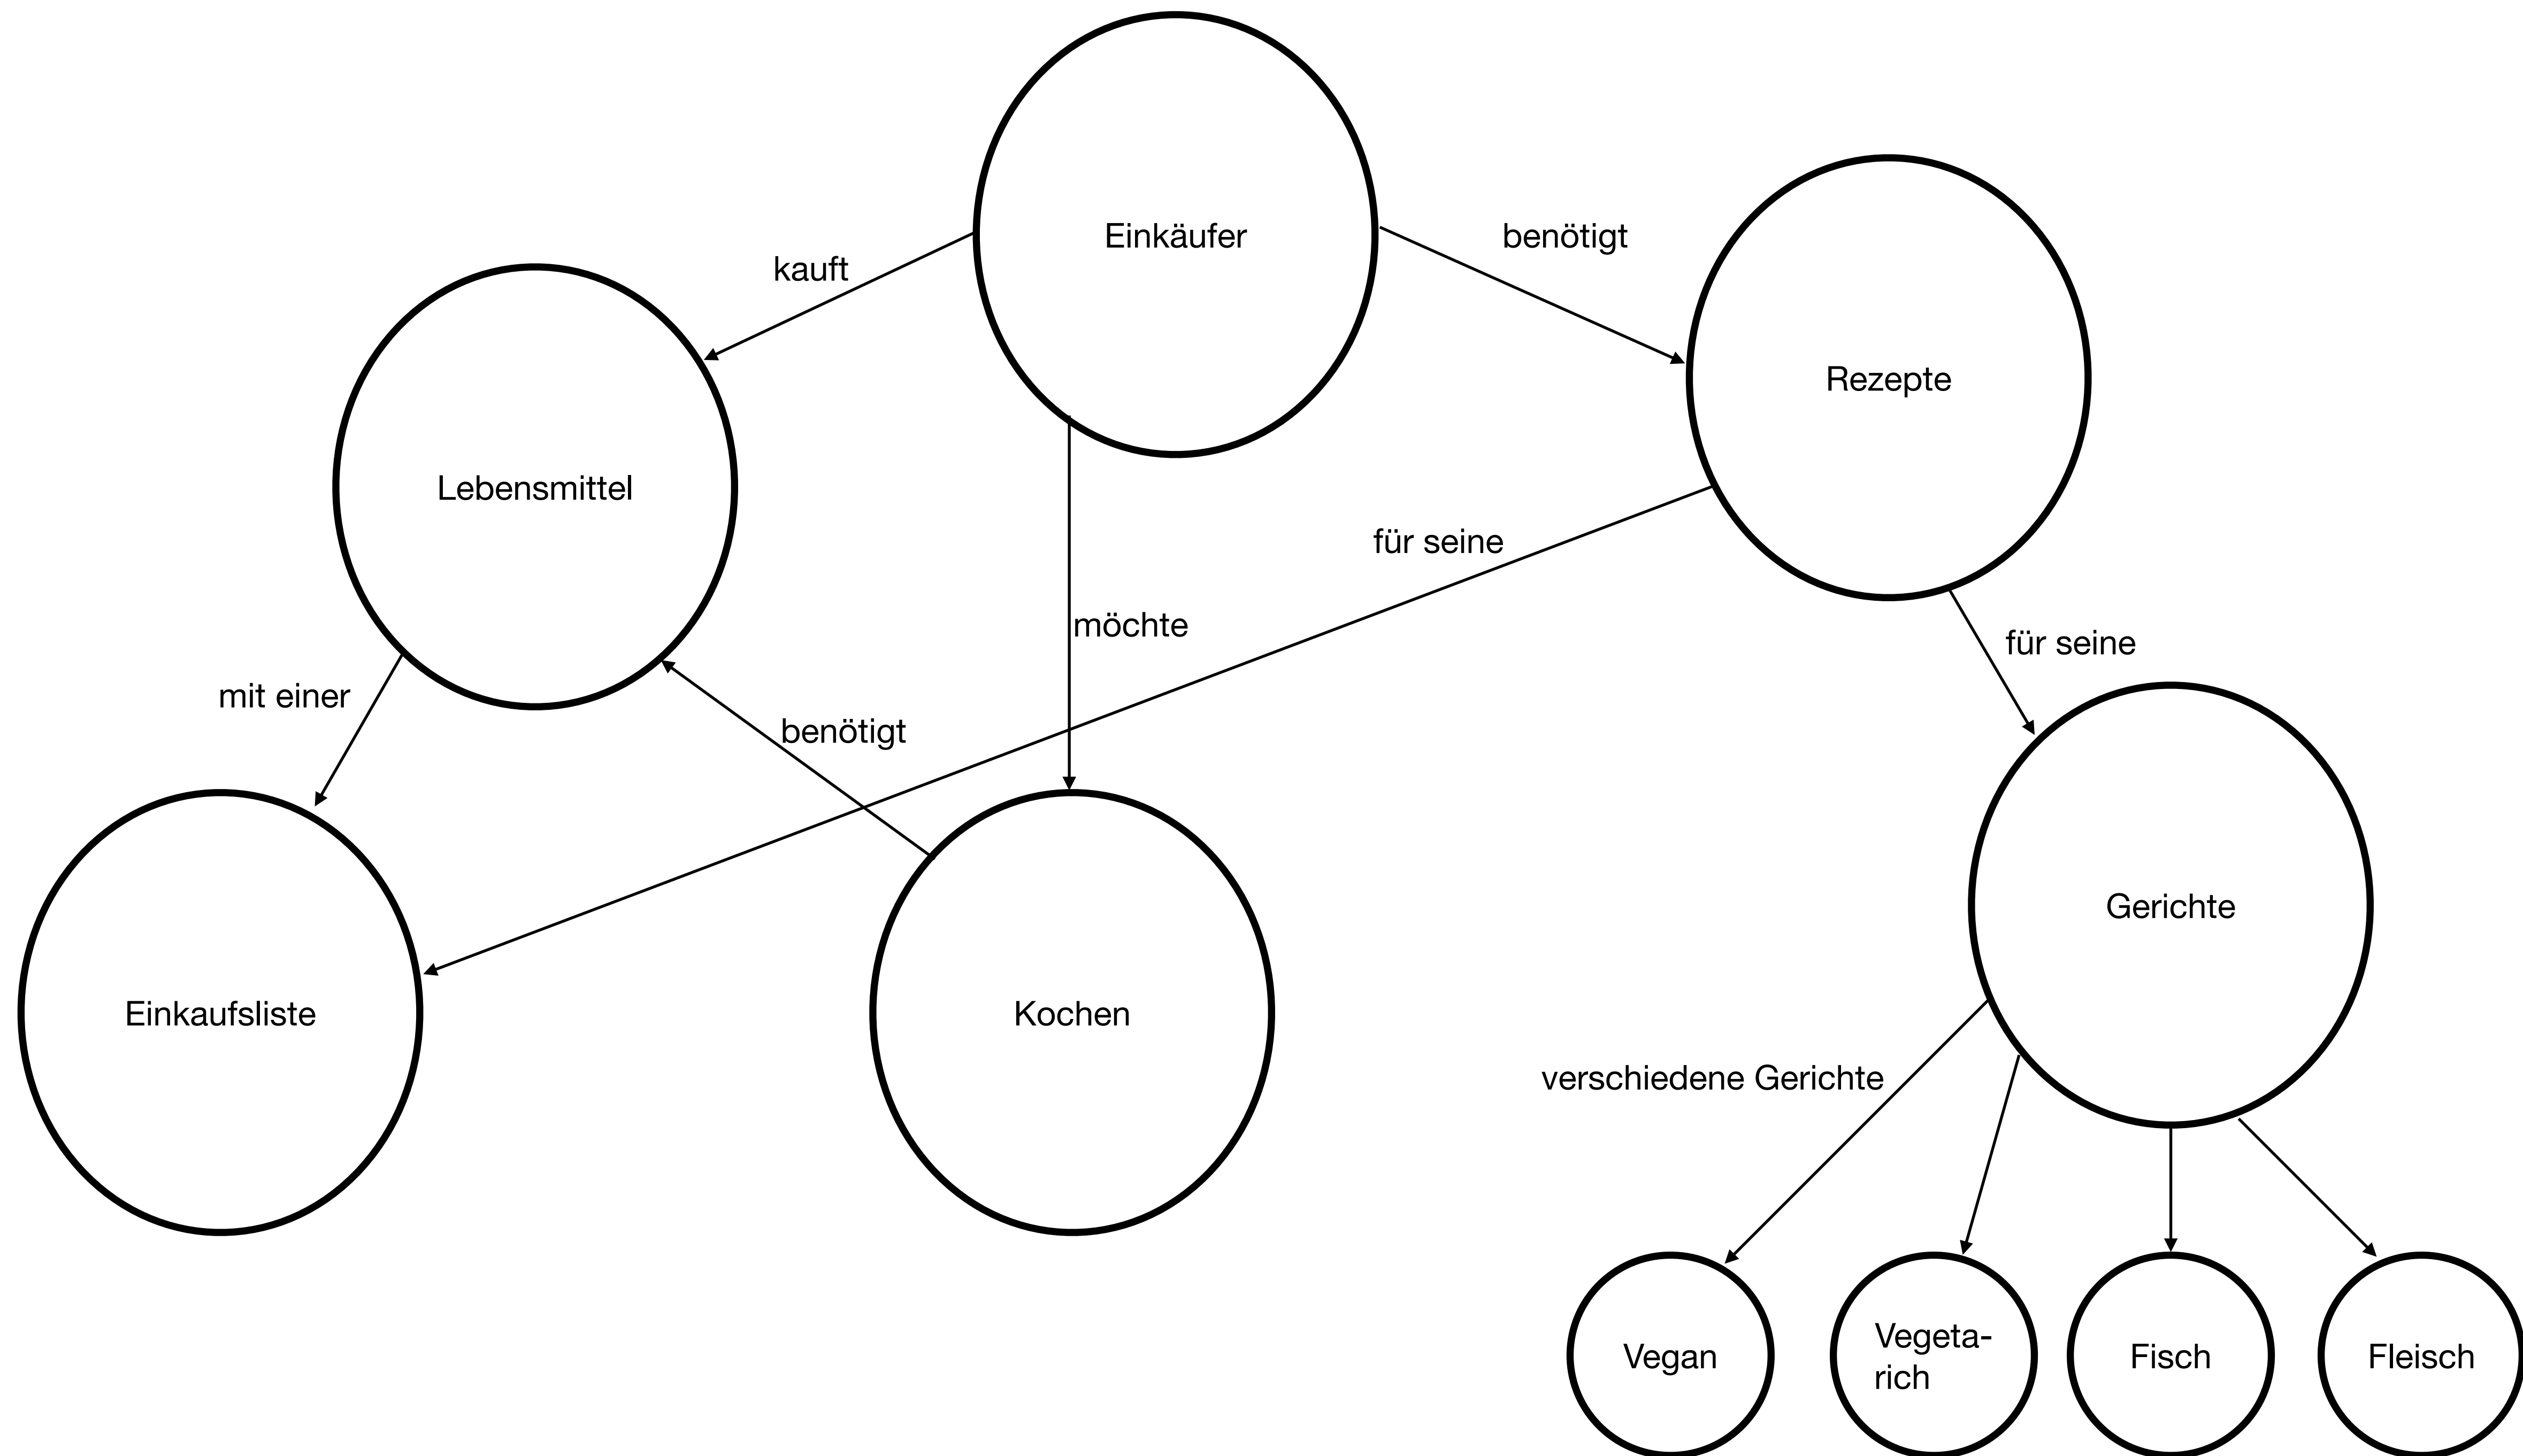 Einkäufer
benötigt
kauft
Rezepte
Lebensmittel
für seine
möchte
für seine
mit einer
benötigt
Gerichte
Einkaufsliste
Kochen
verschiedene Gerichte
Vegan
Vegeta-
rich
Fisch
Fleisch